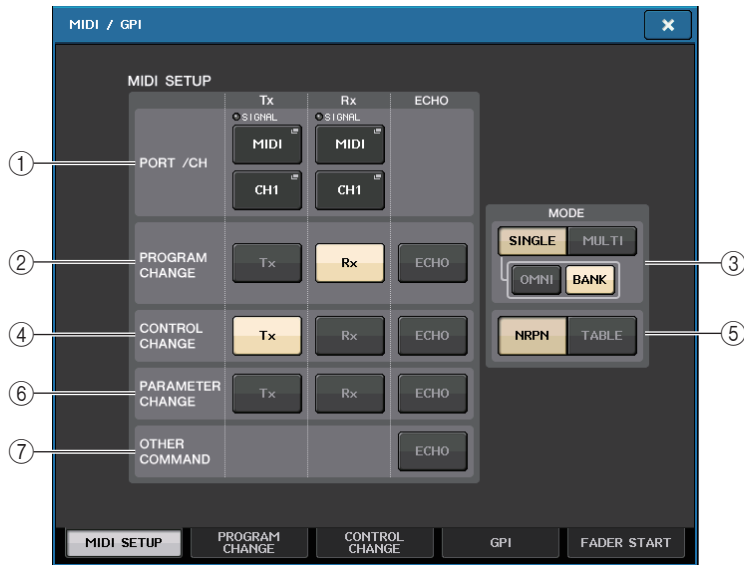 MIDI / GPI
MIDI SETUP
Tx Rx ECHO
SIGNAL SIGNAL
MIDI MIDI
① PORT /CH
CH1 CH1
MODE
SINGLE MULTI
② PROGRAM CHANGE Tx Rx ECHO
③
OMNI BANK
④ CONTROL CHANGE Tx Rx ECHO
NRPN TABLE ⑤
⑥ PARAMETER CHANGE Tx Rx ECHO
⑦ OTHER COMMAND ECHO
MIDI SETUP PROGRAM CHANGE CONTROL CHANGE GPI FADER START